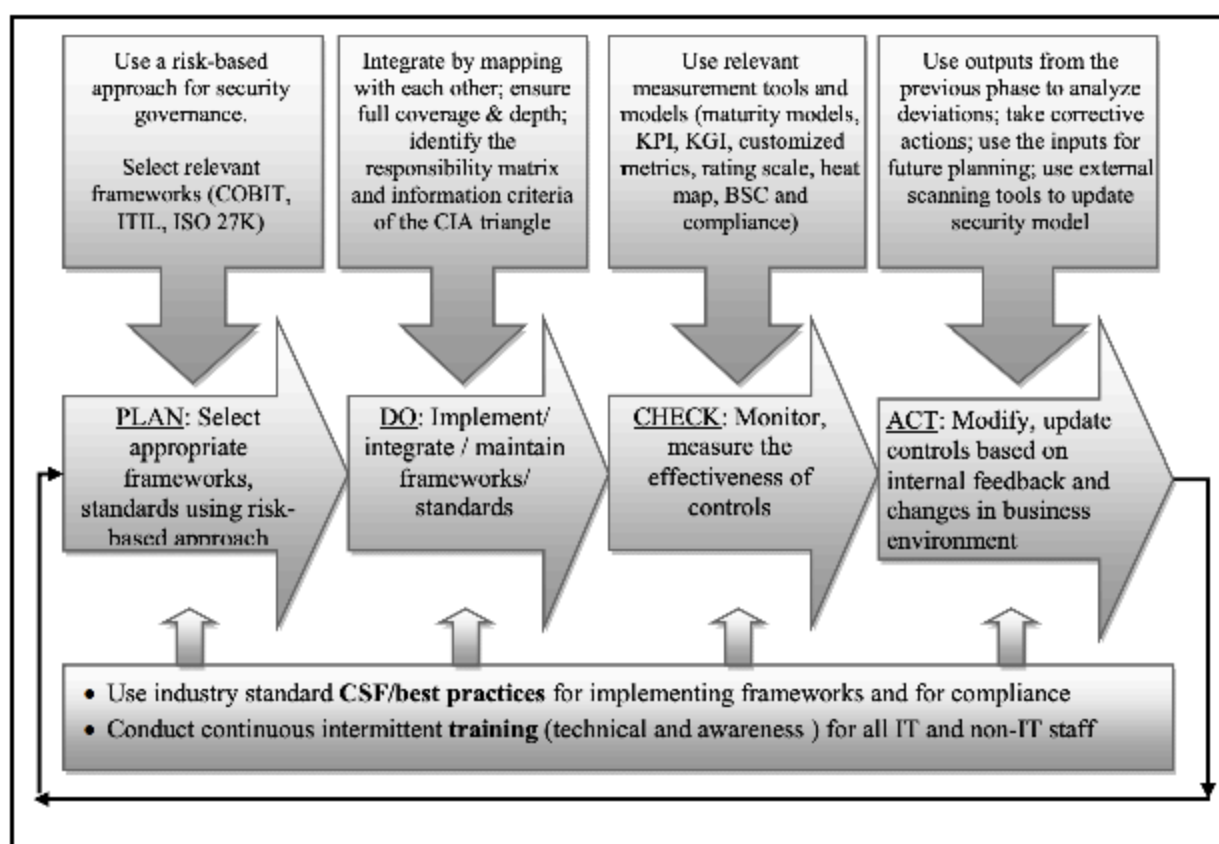 Use a risk-based
approach for security
governance.
Select relevant
frameworks (COBIT,
ITIL, ISO 27K)
Integrate by mapping
with each other; ensure
full coverage & depth;
identify the
responsibility matrix
and information criteria
of the CIA triangle
Use relevant
measurement tools and
models (maturity models,
KPI, KGI, customized
metrics, rating scale, heat
map, BSC and
compliance)
Use outputs from the
previous phase to analyze
deviations; take corrective
actions; use the inputs for
future planning; use external
scanning tools to update
security model
PLAN: Select
appropriate
frameworks,
standards using risk-
based approach
DO: Implement/
integrate / maintain
frameworks/
standards
CHECK: Monitor,
measure the
effectiveness of
controls
ACT: Modify, update
controls based on
internal feedback and
changes in business
environment
• Use industry standard CSF/best practices for implementing frameworks and for compliance
• Conduct continuous intermittent training (technical and awareness ) for all IT and non-IT staff